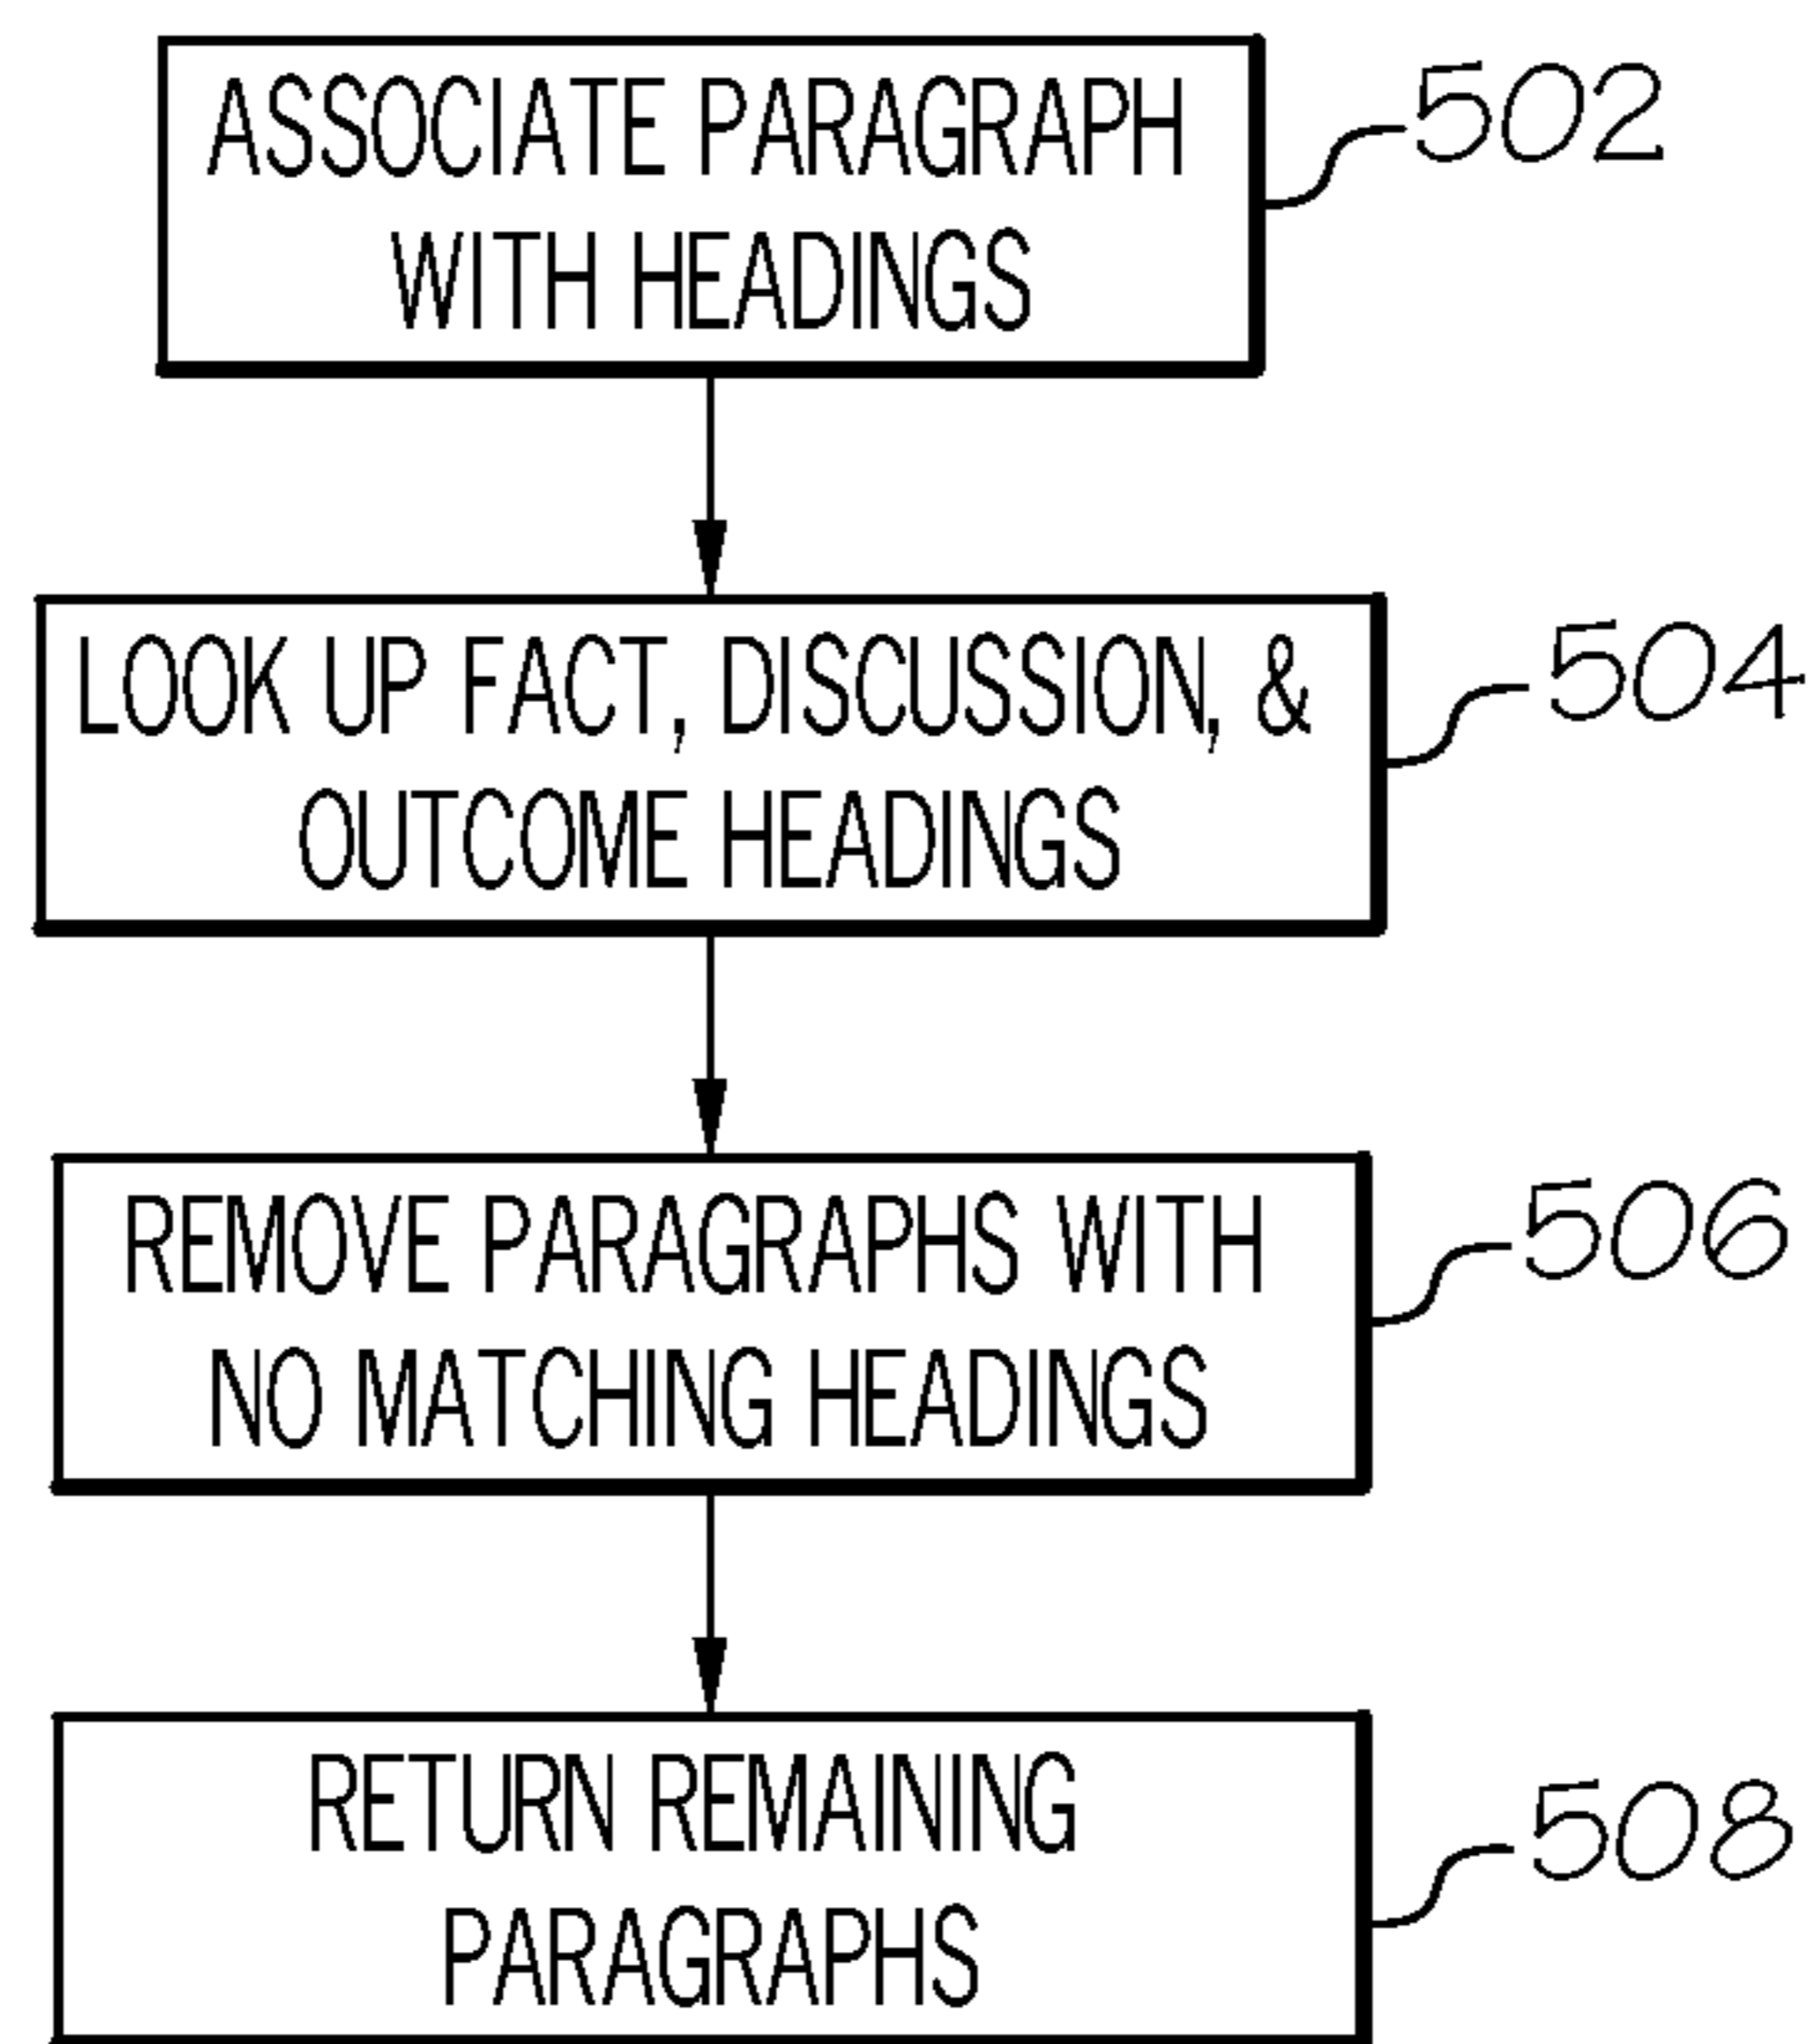 ASSOCIATE PARAGRAPH
WITH HEADINGS
502
LOOK UP FACT, DISCUSSION, &
OUTCOME HEADINGS
504
REMOVE PARAGRAPHS WITH
NO MATCHING HEADINGS
506
RETURN REMAINING
PARAGRAPHS
508